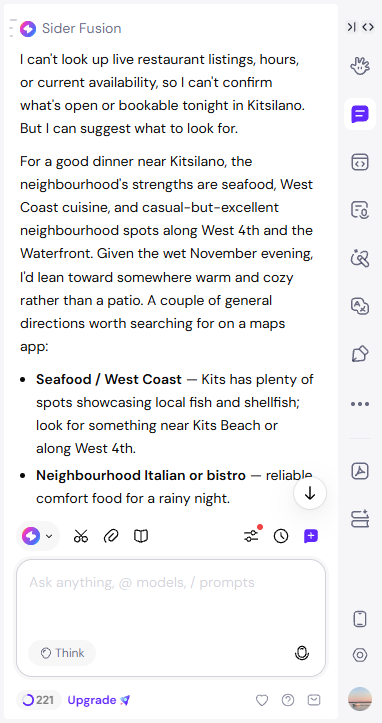 Sider Fusion
I can't look up live restaurant listings, hours,
or current availability, so I can't confirm
what's open or bookable tonight in Kitsilano.
But I can suggest what to look for.
For a good dinner near Kitsilano, the
neighbourhood's strengths are seafood, West
Coast cuisine, and casual-but-excellent
neighbourhood spots along West 4th and the
Waterfront. Given the wet November evening,
I'd lean toward somewhere warm and cozy
rather than a patio. A couple of general
directions worth searching for on a maps
app:
• Seafood / West Coast — Kits has plenty of
spots showcasing local fish and shellfish;
look for something near Kits Beach or
along West 4th.
• Neighbourhood Italian or bistro — reliable
comfort food for a rainy night.
Ask anything, @ models, / prompts
Think
221 Upgrade